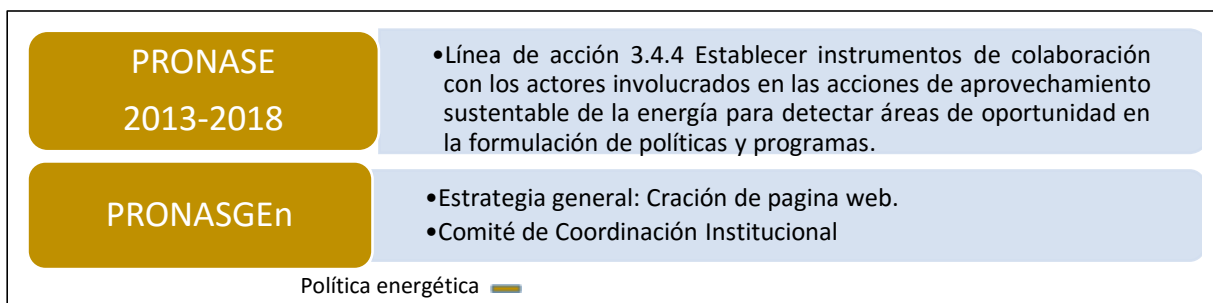 PRONASE
2013-2018
•Línea de acción 3.4.4 Establecer instrumentos de colaboración
con los actores involucrados en las acciones de aprovechamiento
sustentable de la energía para detectar áreas de oportunidad en
la formulación de políticas y programas.
PRONASGEn
•Estrategia general: Cración de pagina web.
•Comité de Coordinación Institucional
Política energética